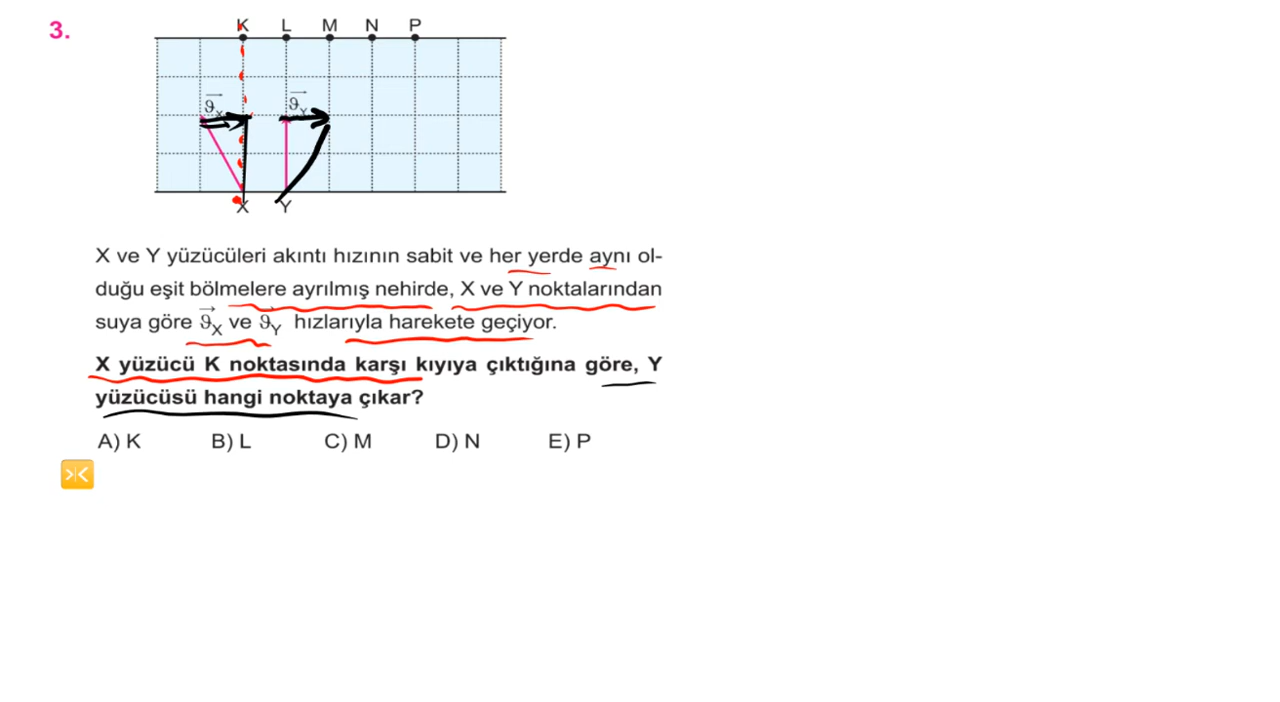 3.
K L M N P
ϑX ϑY
X Y
X ve Y yüzücüleri akıntı hızının sabit ve her yerde aynı ol-
duğu eşit bölmelere ayrılmış nehirde, X ve Y noktalarından
suya göre ϑX ve ϑY hızlarıyla harekete geçiyor.
X yüzücü K noktasında karşı kıyıya çıktığına göre, Y
yüzücüsü hangi noktaya çıkar?
A) K B) L C) M D) N E) P